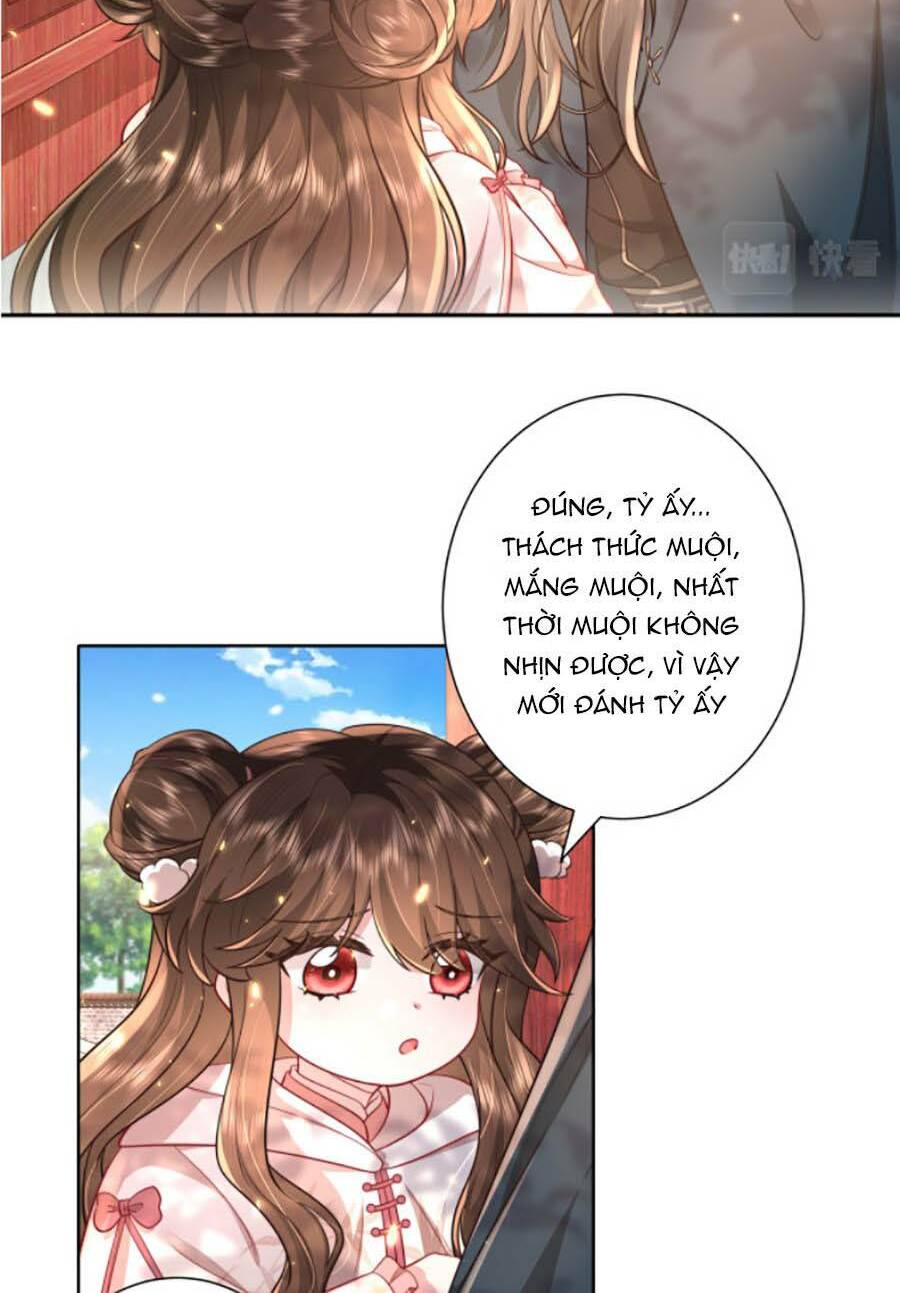 快看! 快看
ĐÚNG, TỶ ẤY...
THÁCH THỨC MUỘI,
MẮNG MUỘI, NHẤT
THỜI MUỘI KHÔNG
NHỊN ĐƯỢC, VÌ VẬY
MỚI ĐÁNH TỶ ẤY